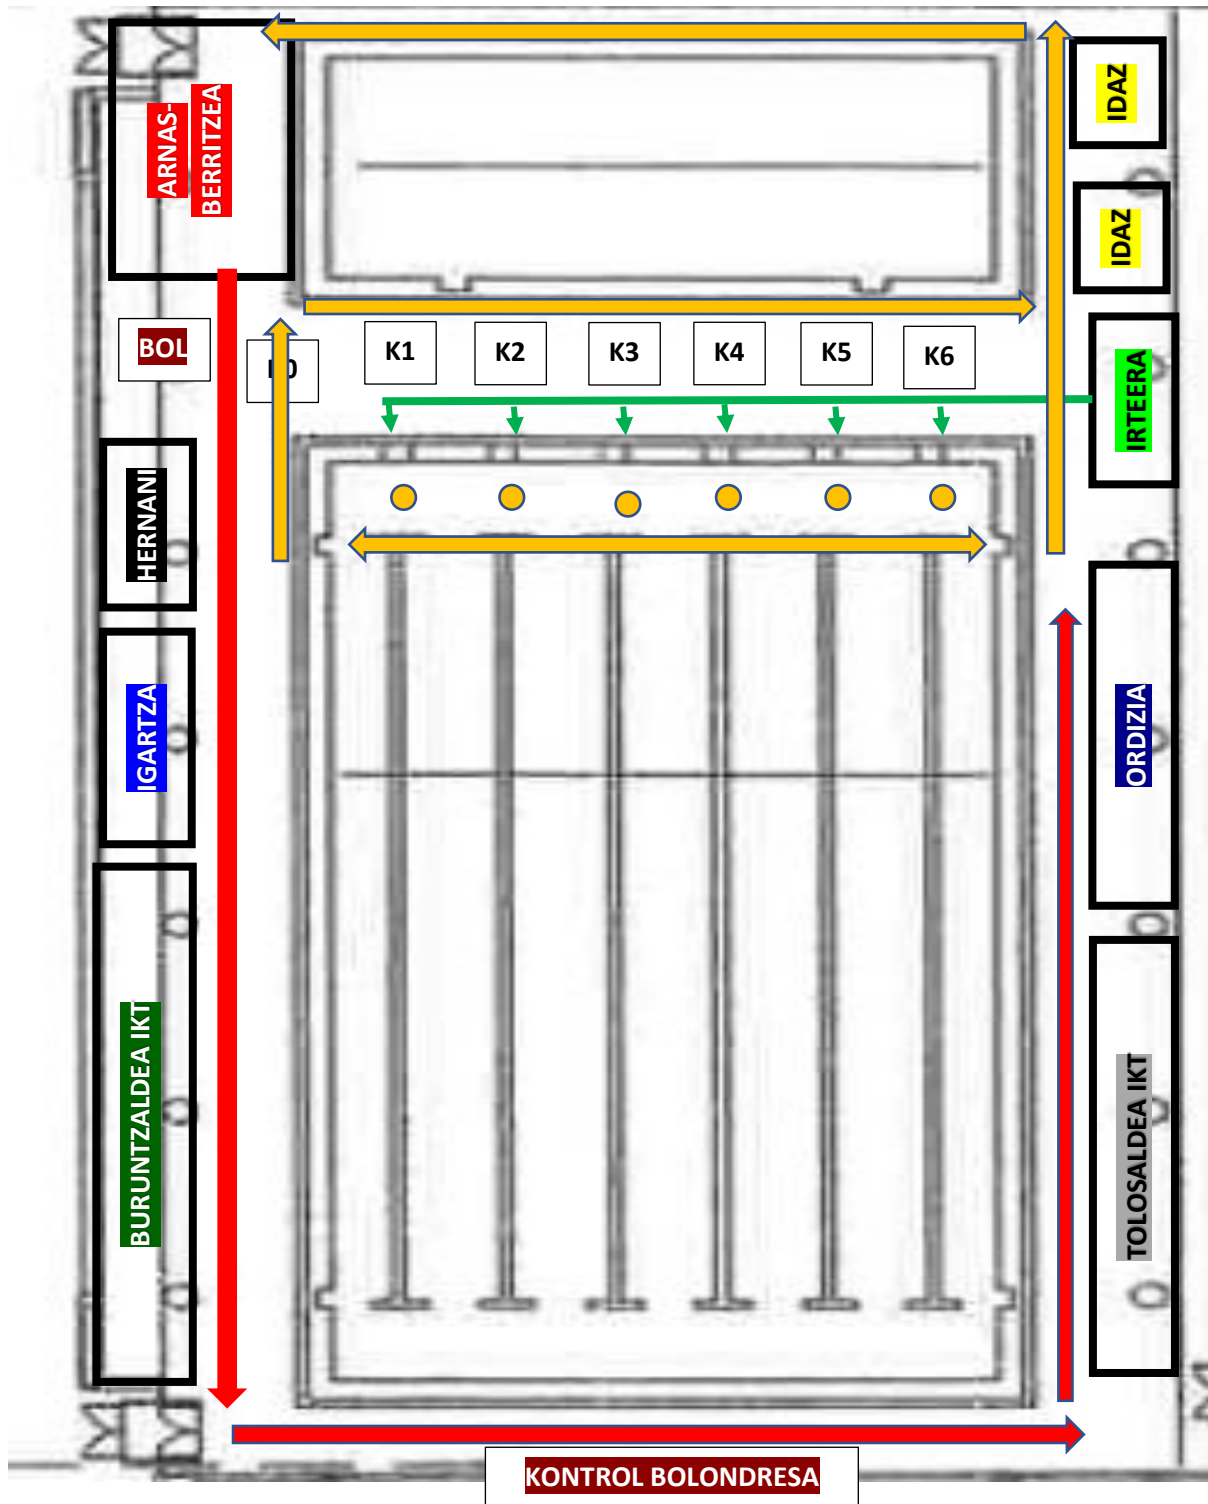 ARNAS-
BERRITZEA
IDAZ
IDAZ
BOL
K1
K2
K3
K4
K5
K6
IRTEERA
HERNANI
IGARTZA
ORDIZIA
BURUNTZALDEA IKT
TOLOSALDEA IKT
KONTROL BOLONDRESA